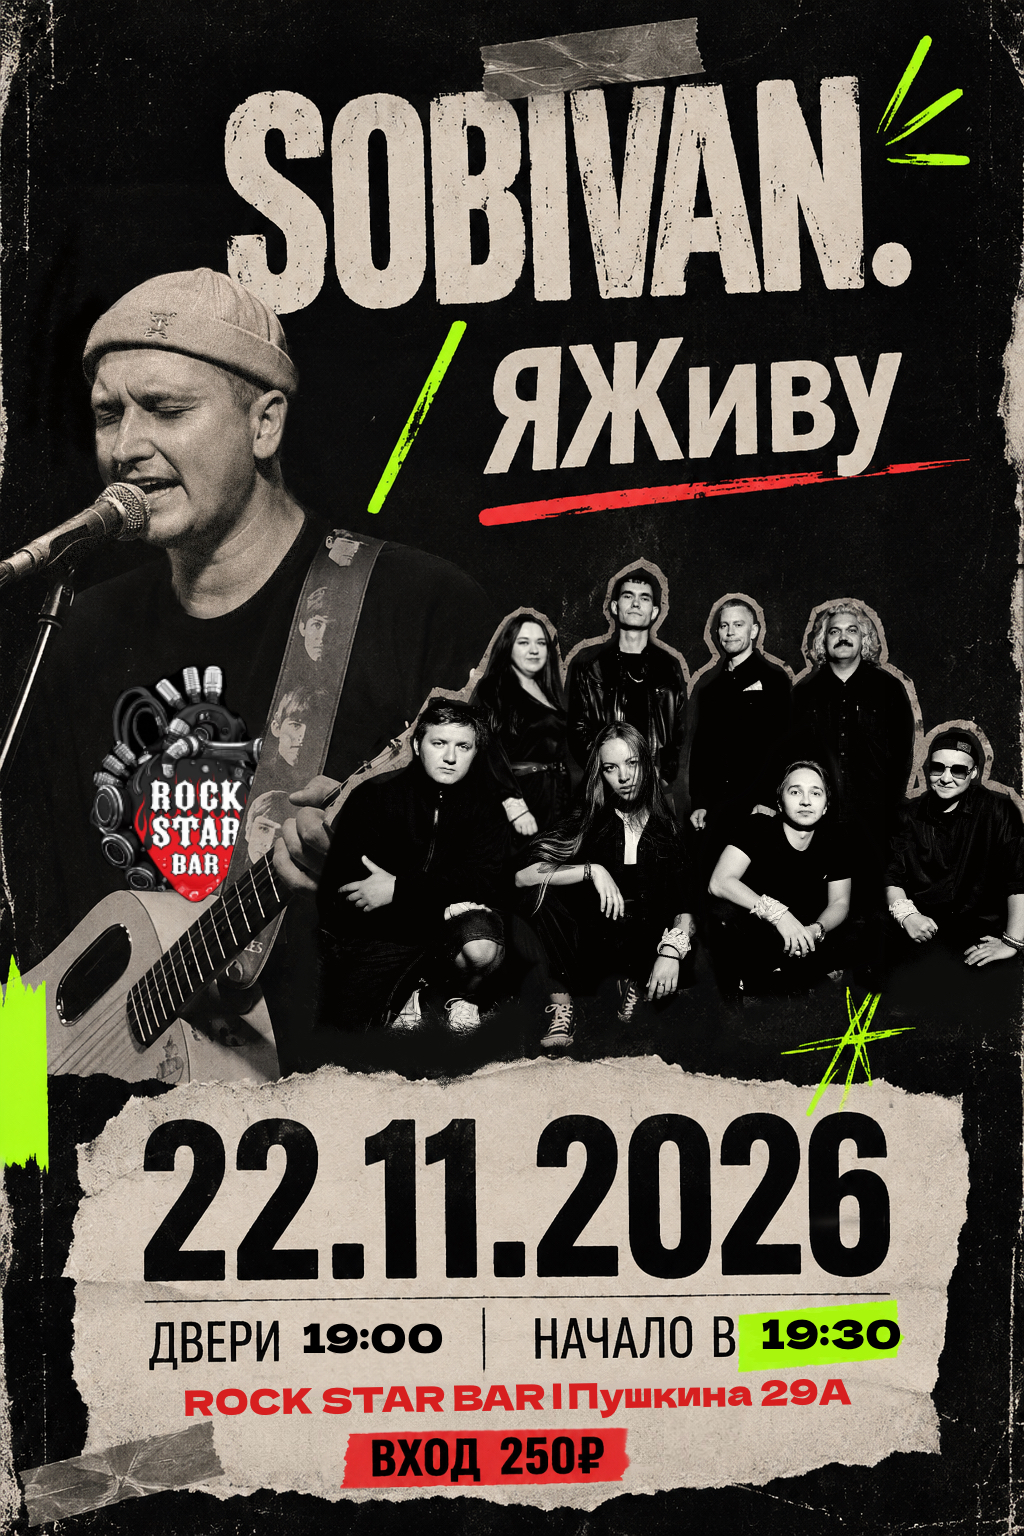 SOBIVAN.
ЯЖиву
ROCK
STAR
BAR
22.11.2026
ДВЕРИ 19:00 | НАЧАЛО В 19:30
ROCK STAR BAR | Пушкина 29А
ВХОД 250₽